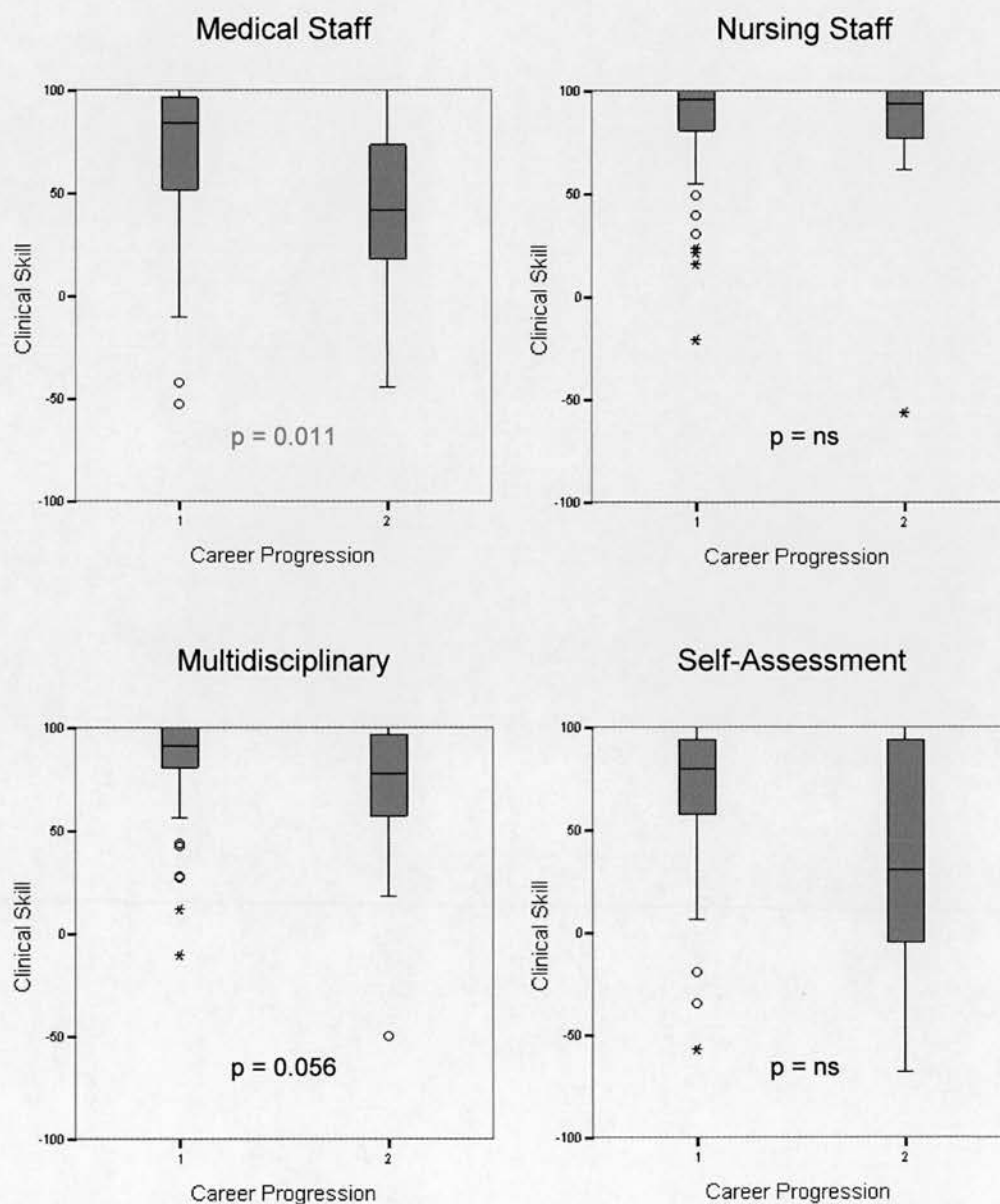 Medical Staff
100
50
0
-50
-100
Clinical Skill
p = 0.011
1
2
Career Progression
Nursing Staff
100
50
0
-50
-100
Clinical Skill
p = ns
1
2
Career Progression
Multidisciplinary
100
50
0
-50
-100
Clinical Skill
p = 0.056
1
2
Career Progression
Self-Assessment
100
50
0
-50
-100
Clinical Skill
p = ns
1
2
Career Progression